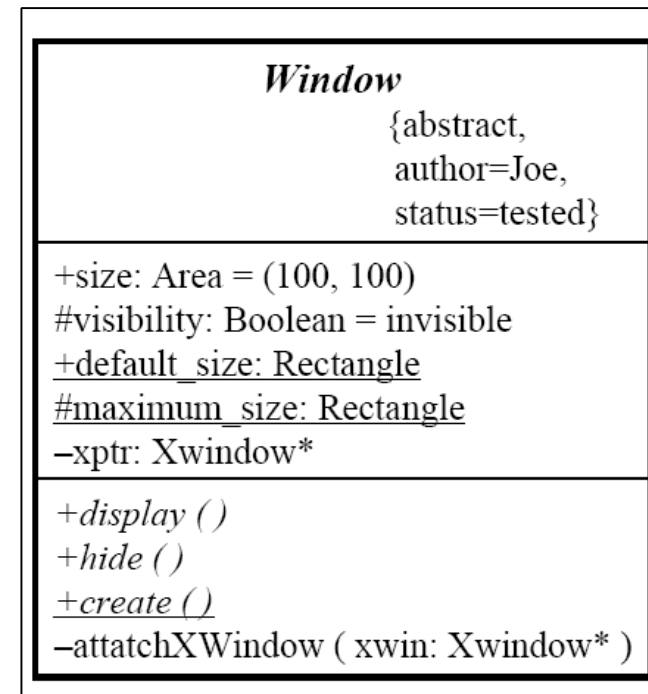 Window
{abstract,
author=Joe,
status=tested}
+size: Area = (100, 100)
#visibility: Boolean = invisible
+default_size: Rectangle
#maximum_size: Rectangle
–xptr: Xwindow*
+display ( )
+hide ( )
+create ( )
–attatchXWindow ( xwin: Xwindow* )